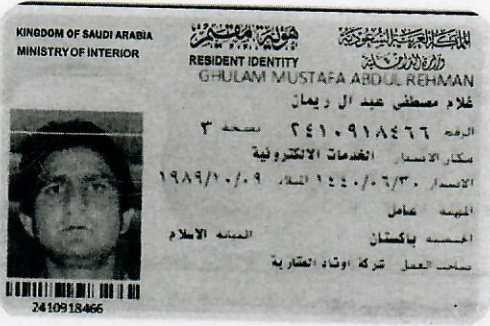 KINGDOM OF SAUDI ARABIA
MINISTRY OF INTERIOR
هوية مقيم
RESIDENT IDENTITY
المملكة العربية السعودية
وزارة الداخلية
GHULAM MUSTAFA ABDUL REHMAN
غلام مصطفى عبد ال ريمان
الرقم ٢٤١٠٩١٨٤٦٦ نسخة ٣
مكان الاصدار الخدمات الالكترونية
الاصدار ١٤٤٠/٠٦/٣٠ الميلاد ١٩٨٩/١٠/٠٩
المهنة عامل
الجنسية باكستان الديانة الاسلام
صاحب العمل شركة اوتاد العقارية
2410918466